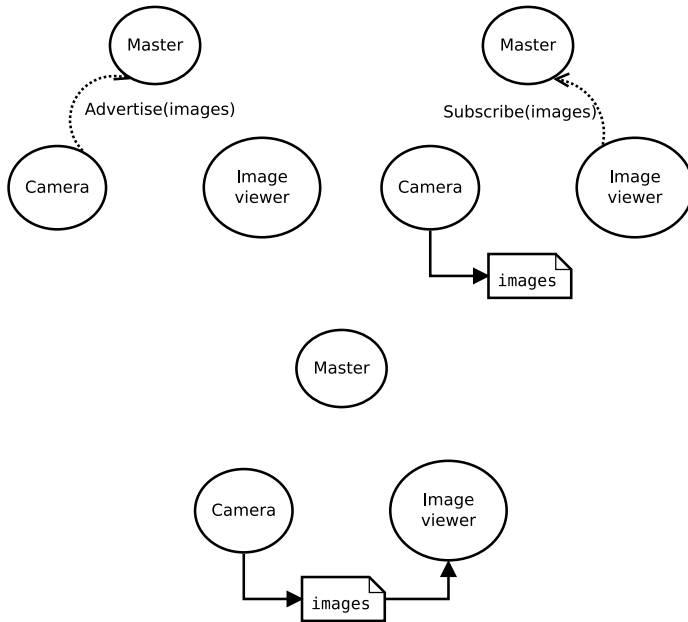 Master
Advertise(images)
Camera
Image
viewer
Master
Subscribe(images)
Camera
Image
viewer
images
Master
Camera
Image
viewer
images